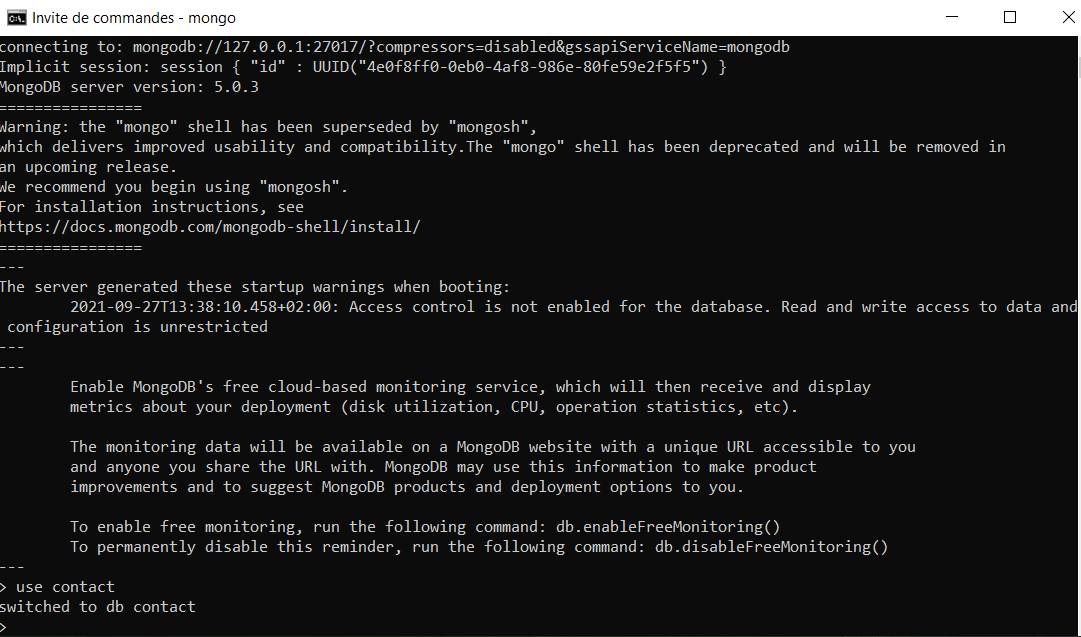 Invite de commandes - mongo
connecting to: mongodb://127.0.0.1:27017/?compressors=disabled&gssapiServiceName=mongodb
Implicit session: session { "id" : UUID("4e0f8ff0-0eb0-4af8-986e-80fe59e2f5f5") }
MongoDB server version: 5.0.3
================
Warning: the "mongo" shell has been superseded by "mongosh",
which delivers improved usability and compatibility.The "mongo" shell has been deprecated and will be removed in
an upcoming release.
We recommend you begin using "mongosh".
For installation instructions, see
https://docs.mongodb.com/mongodb-shell/install/
================
---
The server generated these startup warnings when booting:
        2021-09-27T13:38:10.458+02:00: Access control is not enabled for the database. Read and write access to data and
 configuration is unrestricted
---
---
        Enable MongoDB's free cloud-based monitoring service, which will then receive and display
        metrics about your deployment (disk utilization, CPU, operation statistics, etc).

        The monitoring data will be available on a MongoDB website with a unique URL accessible to you
        and anyone you share the URL with. MongoDB may use this information to make product
        improvements and to suggest MongoDB products and deployment options to you.

        To enable free monitoring, run the following command: db.enableFreeMonitoring()
        To permanently disable this reminder, run the following command: db.disableFreeMonitoring()
---
> use contact
switched to db contact
>